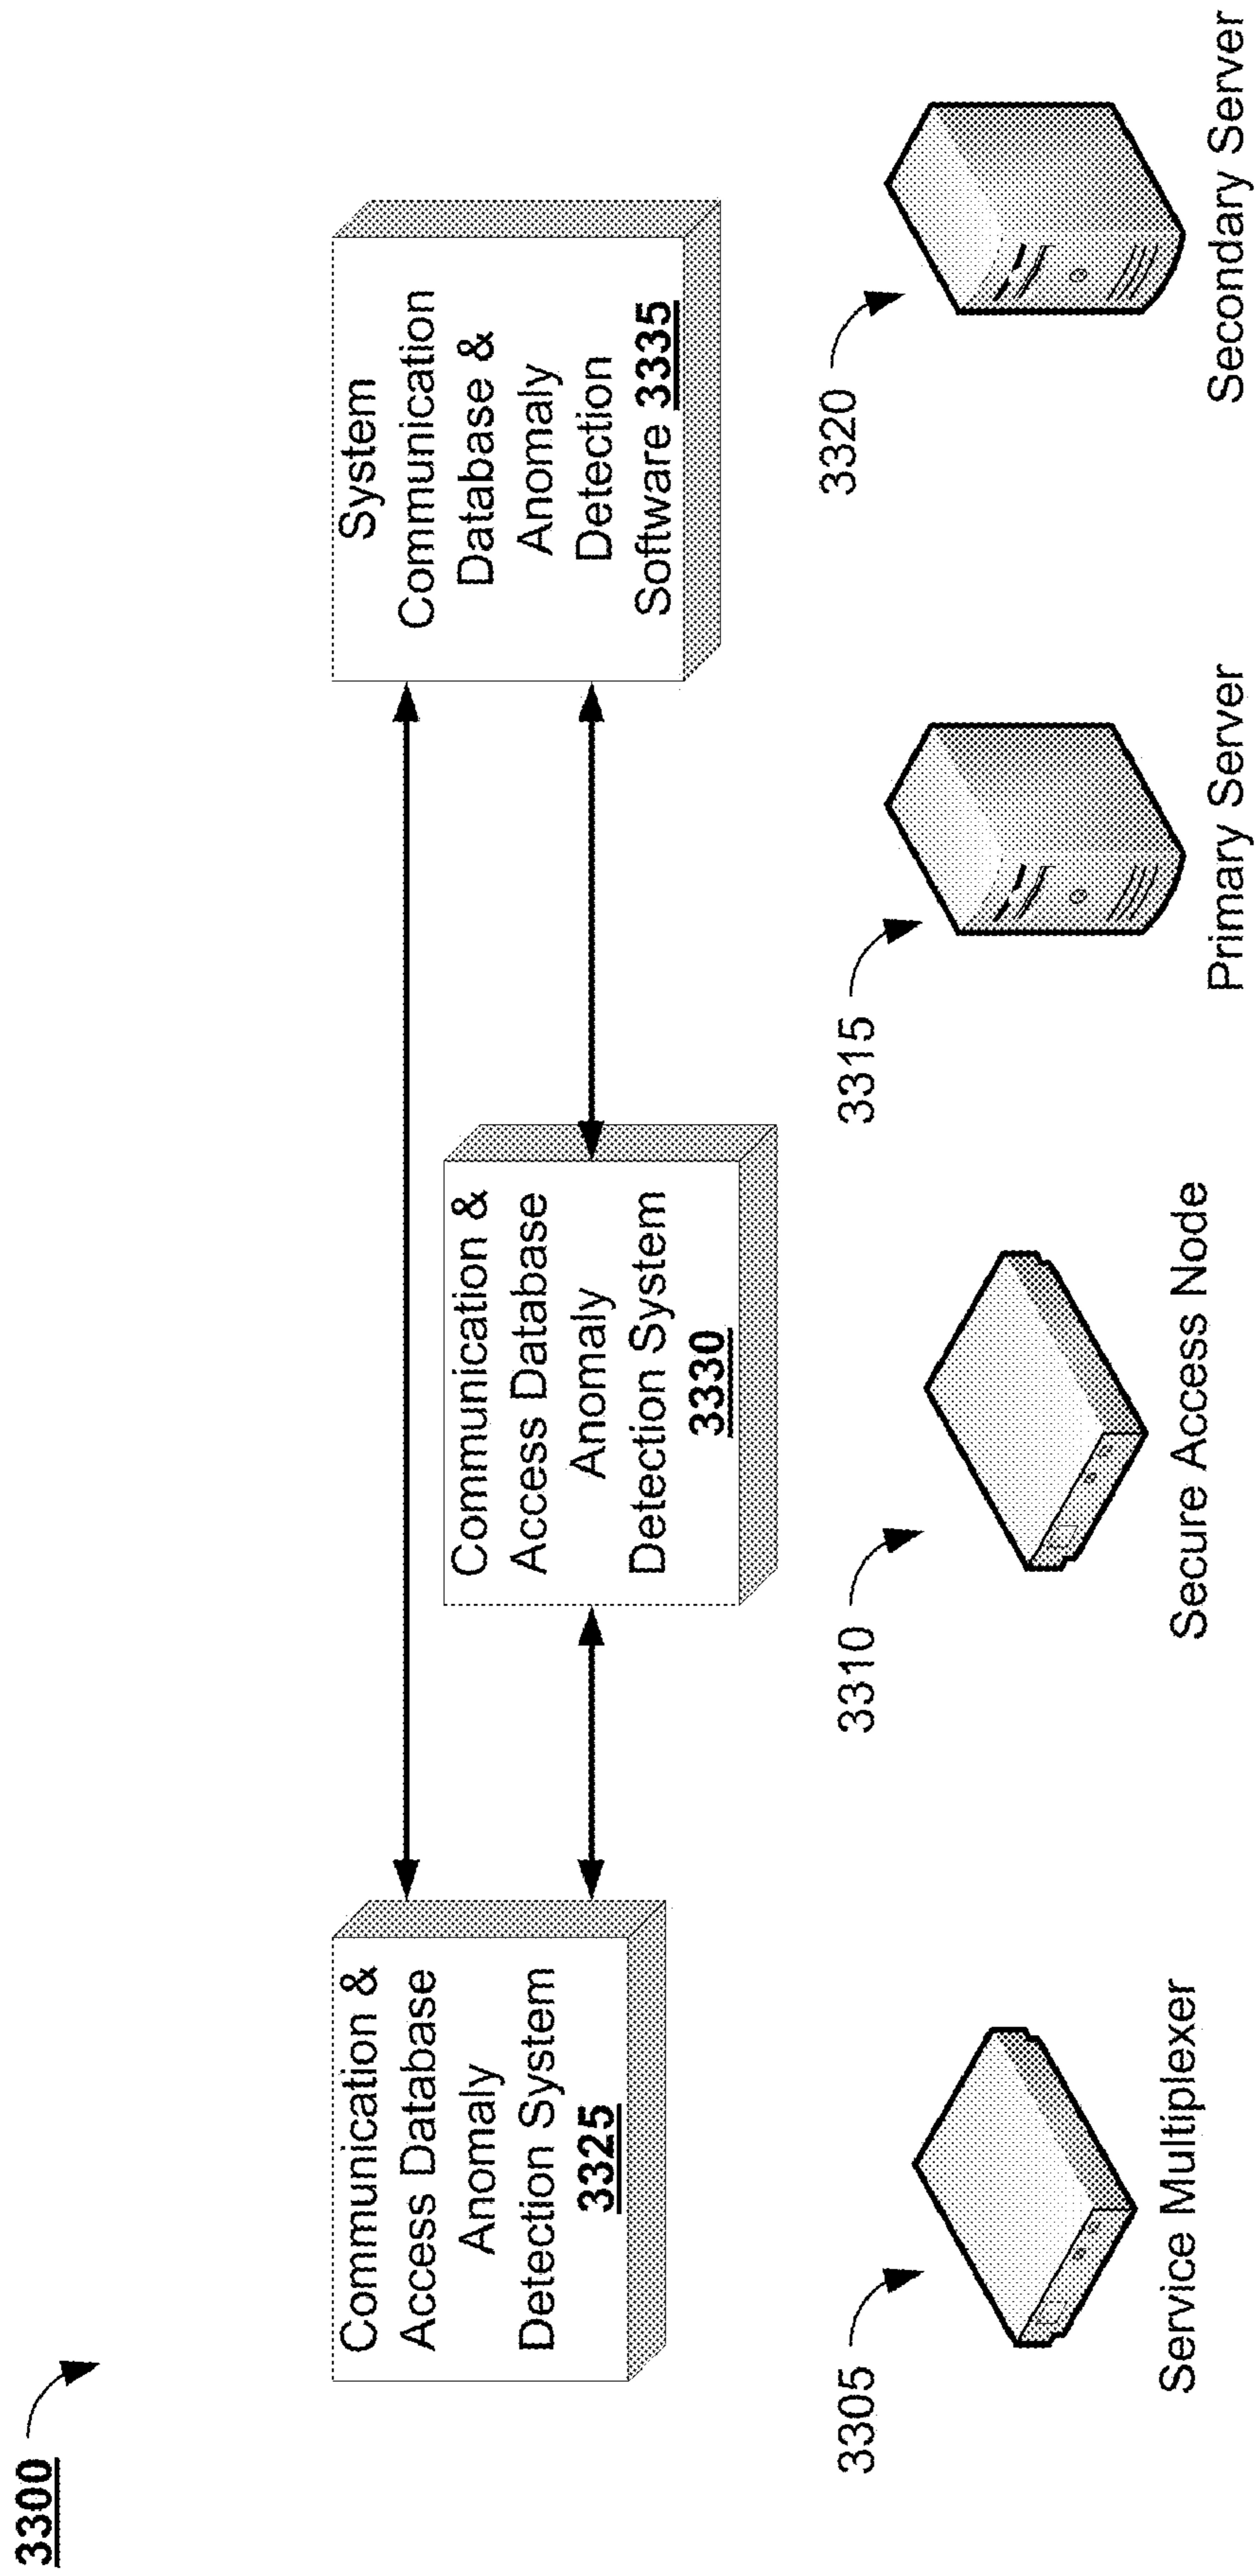 3300
Communication &
Access Database
Anomaly
Detection System
3325
Communication &
Access Database
Anomaly
Detection System
3330
System
Communication
Database &
Anomaly
Detection
Software 3335
3305
3310
3315
3320
Service Multiplexer
Secure Access Node
Primary Server
Secondary Server